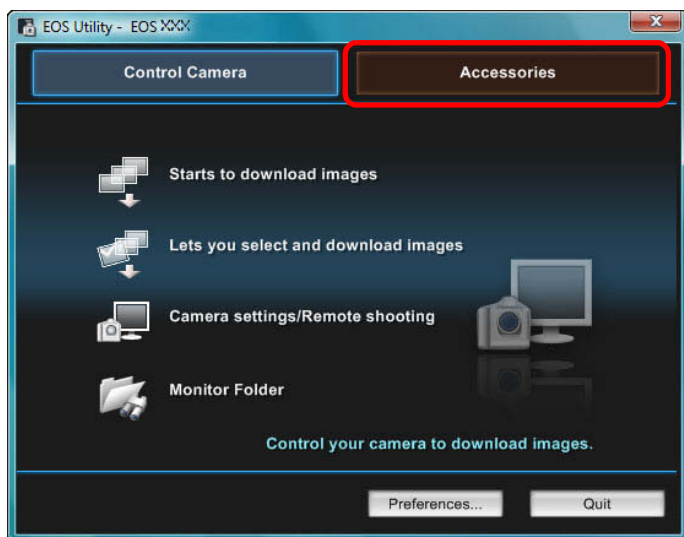 EOS Utility - EOS XXX
Control Camera
Accessories
Starts to download images
Lets you select and download images
Camera settings/Remote shooting
Monitor Folder
Control your camera to download images.
Preferences...
Quit